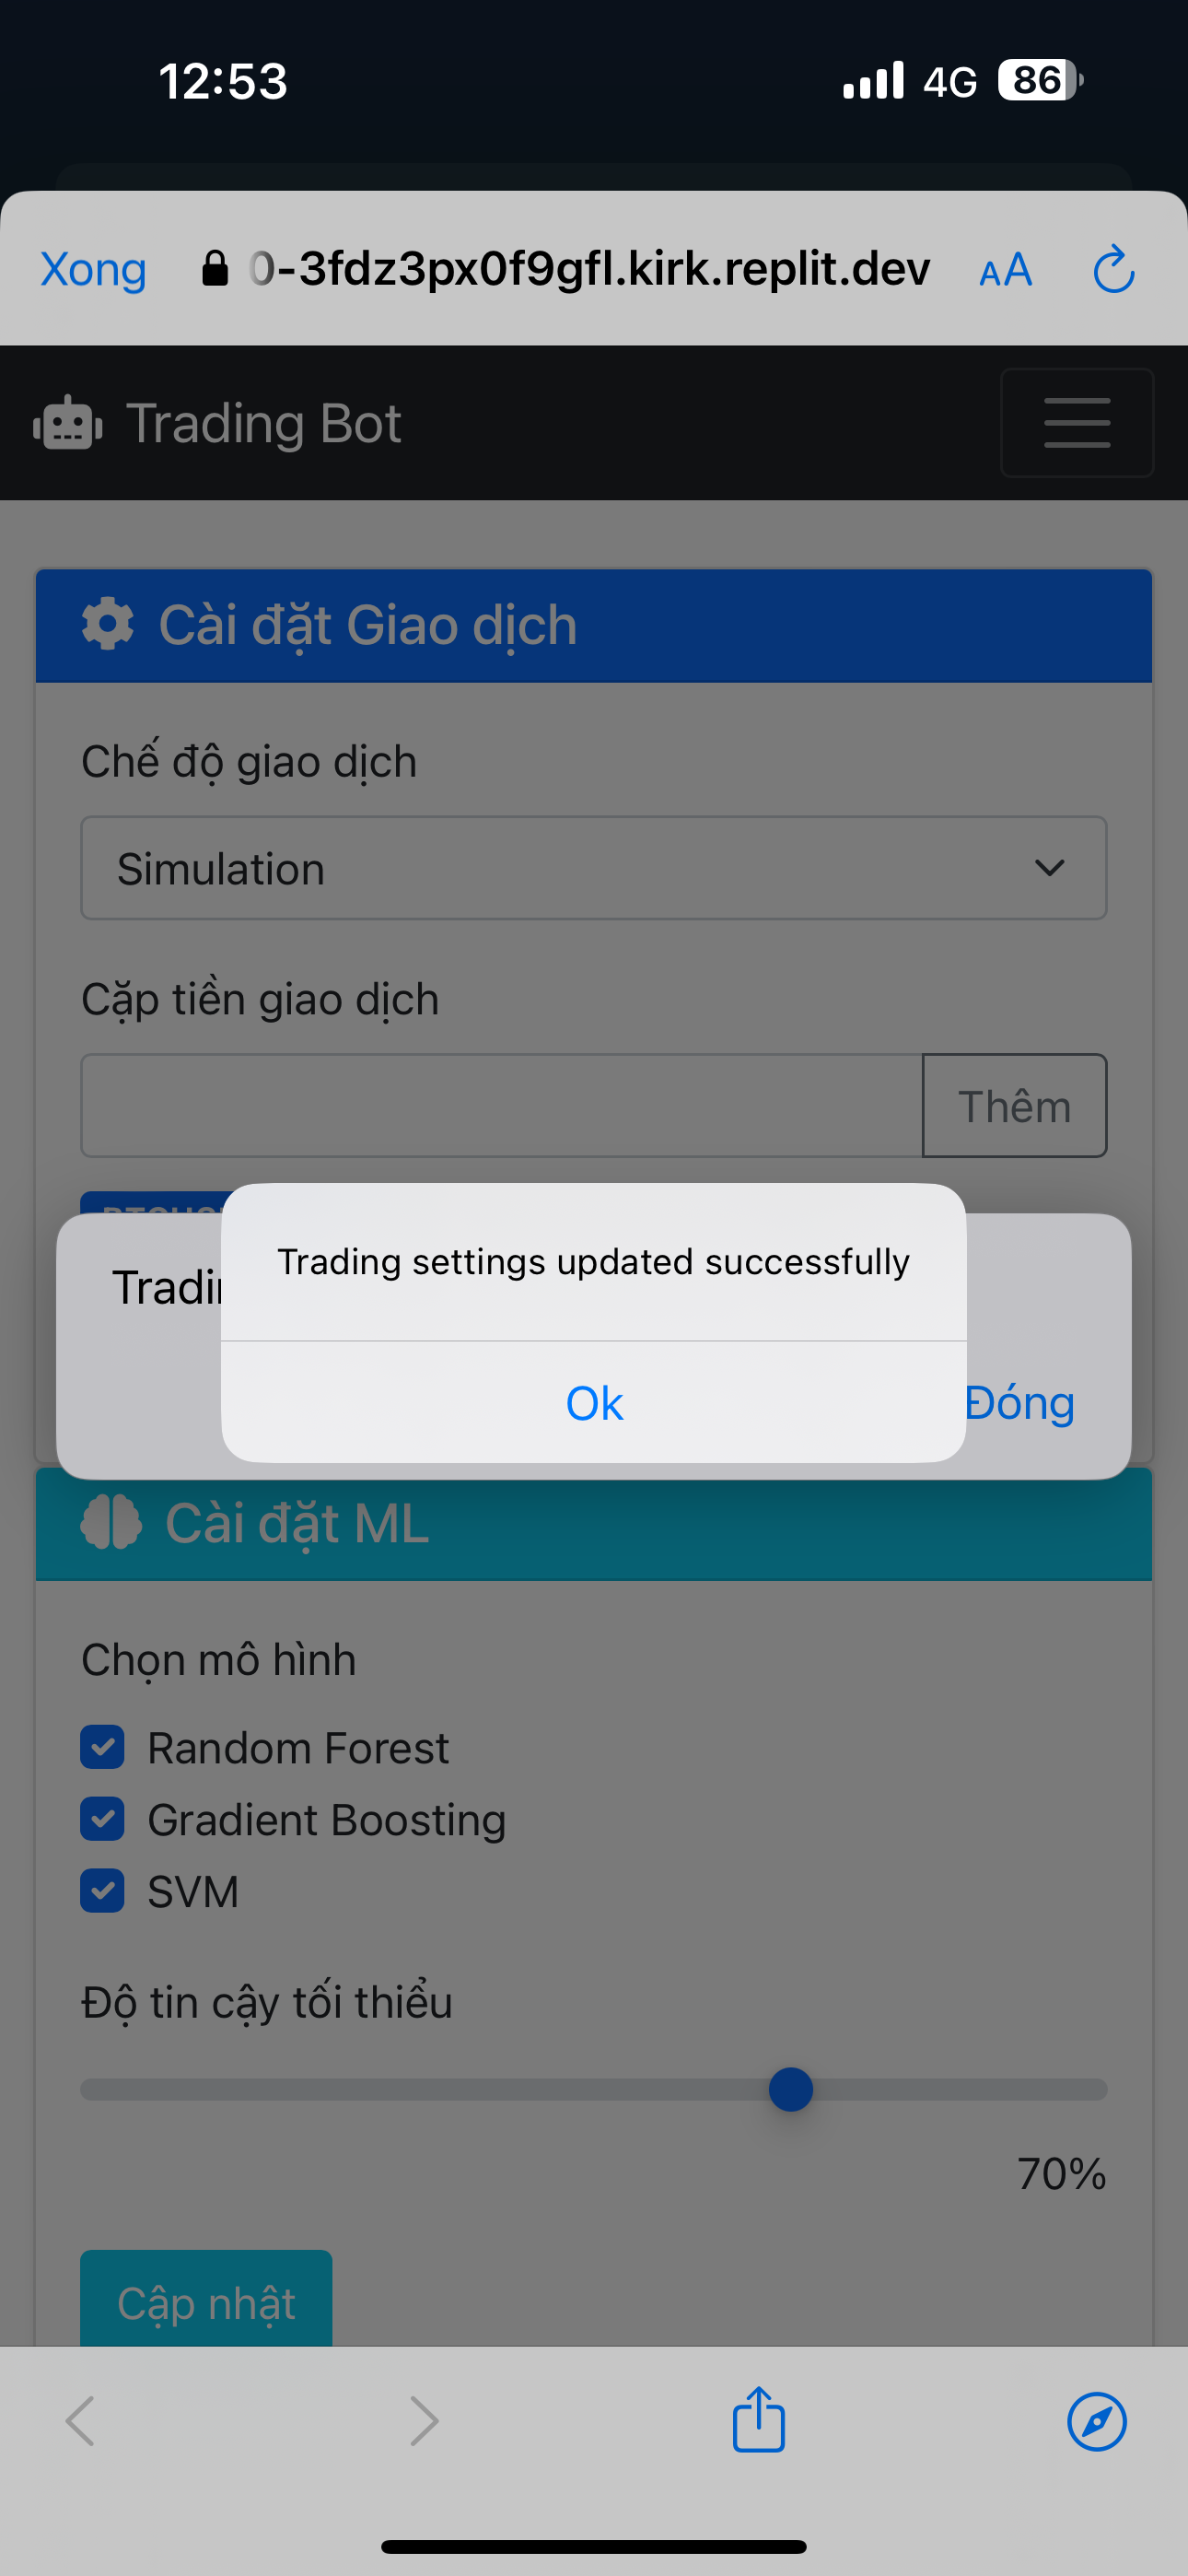 12:53
4G 86
Xong 0-3fdz3px0f9gfl.kirk.replit.dev AA
Trading Bot
Cài đặt Giao dịch
Chế độ giao dịch
Simulation
Cặp tiền giao dịch
Thêm
Trading settings updated successfully
Ok
Đóng
Cài đặt ML
Chọn mô hình
Random Forest
Gradient Boosting
SVM
Độ tin cậy tối thiểu
70%
Cập nhật